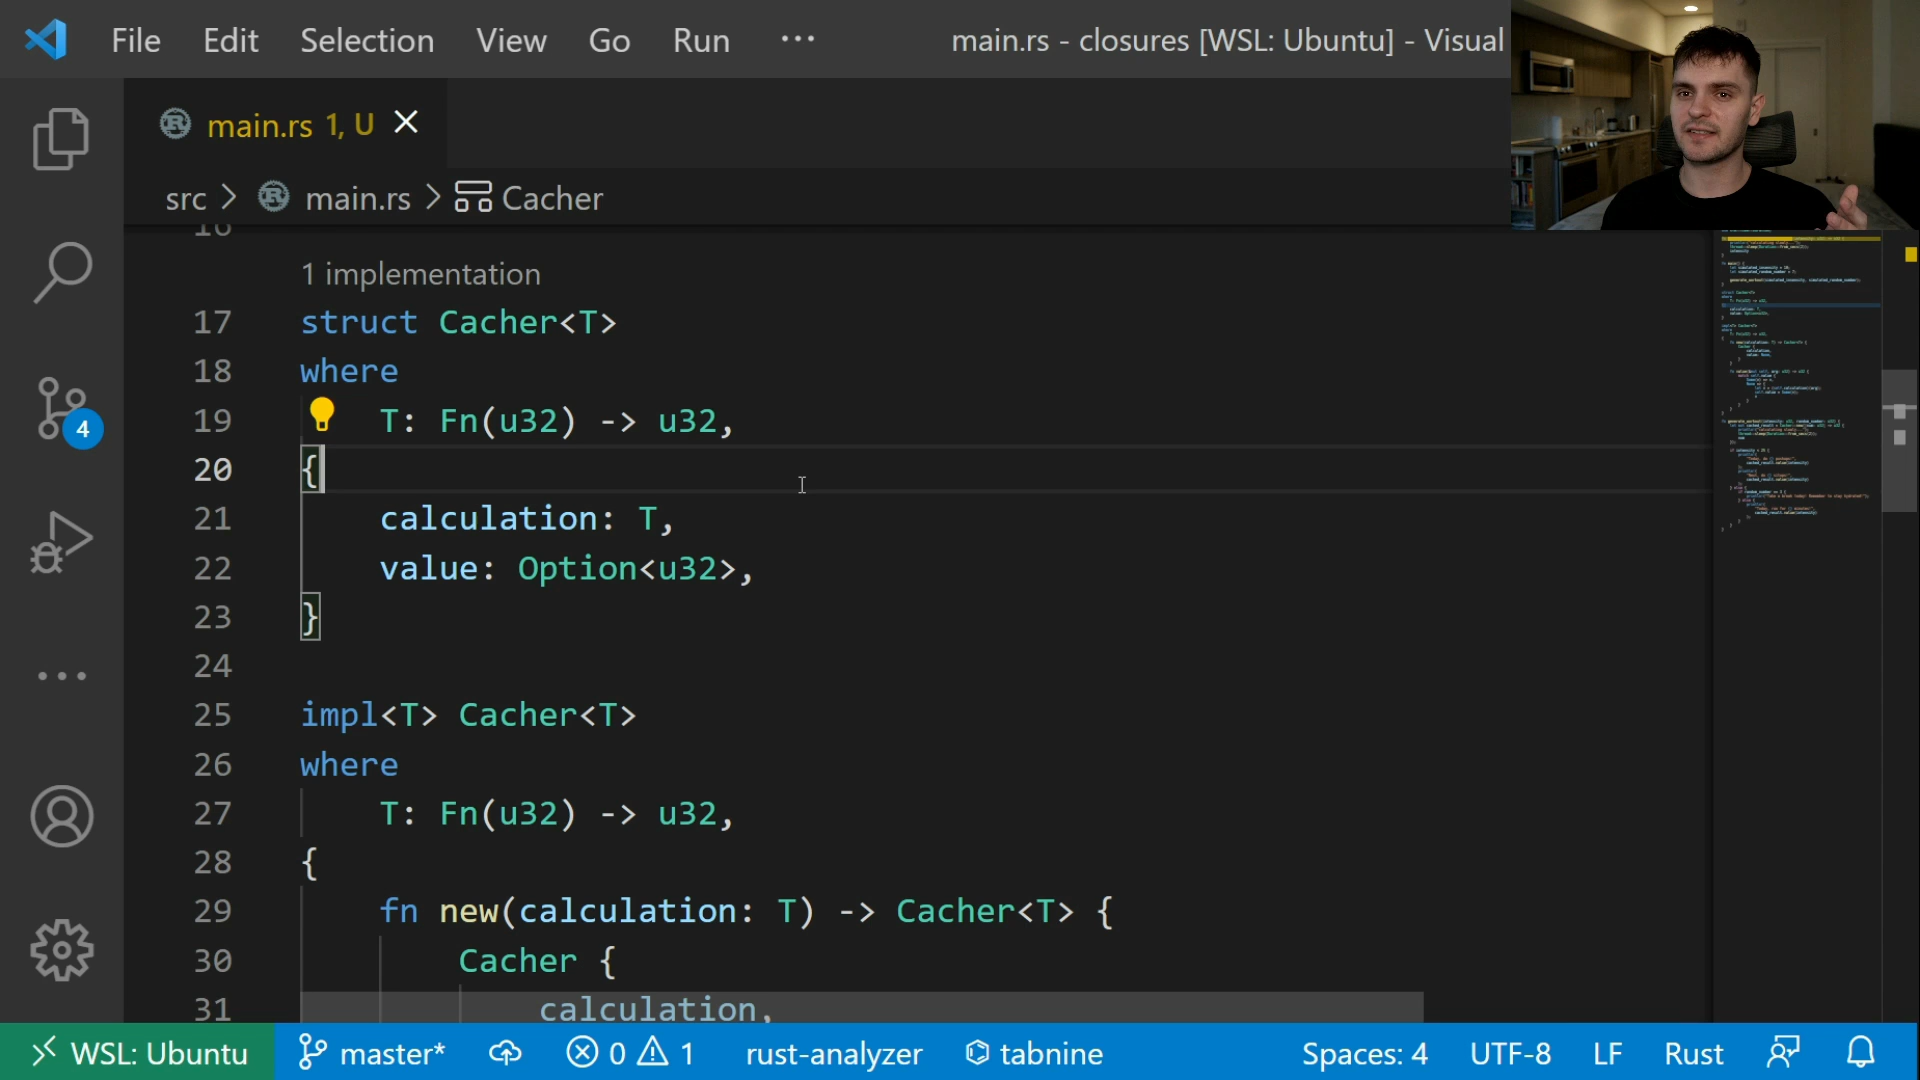 File Edit Selection View Go Run ··· main.rs - closures [WSL: Ubuntu] - Visual
main.rs 1, U
src > main.rs > Cacher
16
1 implementation
17 struct Cacher<T>
18 where
19 T: Fn(u32) -> u32,
20 {
21 calculation: T,
22 value: Option<u32>,
23 }
24
25 impl<T> Cacher<T>
26 where
27 T: Fn(u32) -> u32,
28 {
29 fn new(calculation: T) -> Cacher<T> {
30 Cacher {
31 calculation,
4
WSL: Ubuntu master* 0 1 rust-analyzer tabnine Spaces: 4 UTF-8 LF Rust